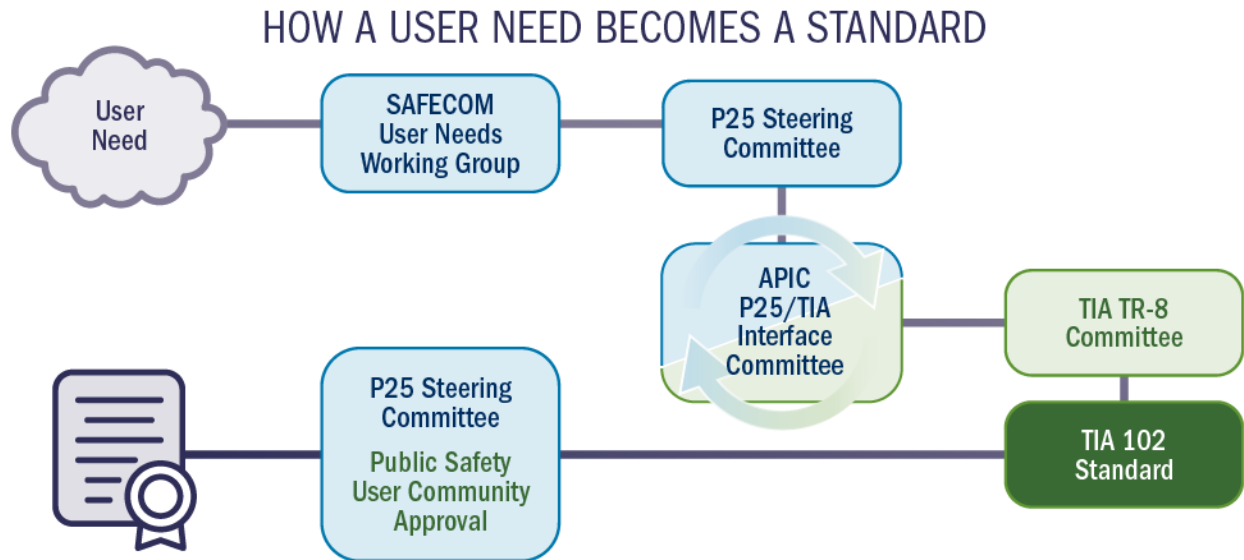 HOW A USER NEED BECOMES A STANDARD
User
Need
SAFECOM
User Needs
Working Group
P25 Steering
Committee
APIC
P25/TIA
Interface
Committee
TIA TR-8
Committee
TIA 102
Standard
P25 Steering
Committee
Public Safety
User Community
Approval